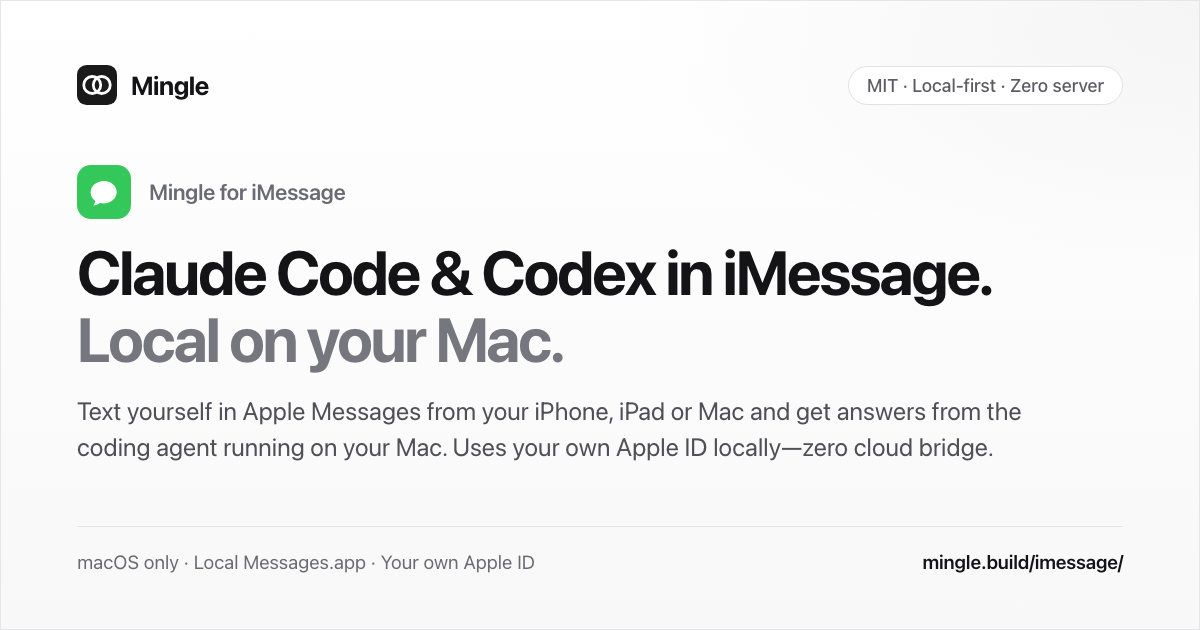 Mingle
MIT · Local-first · Zero server
Mingle for iMessage
Claude Code & Codex in iMessage.
Local on your Mac.
Text yourself in Apple Messages from your iPhone, iPad or Mac and get answers from the
coding agent running on your Mac. Uses your own Apple ID locally—zero cloud bridge.
macOS only · Local Messages.app · Your own Apple ID
mingle.build/imessage/